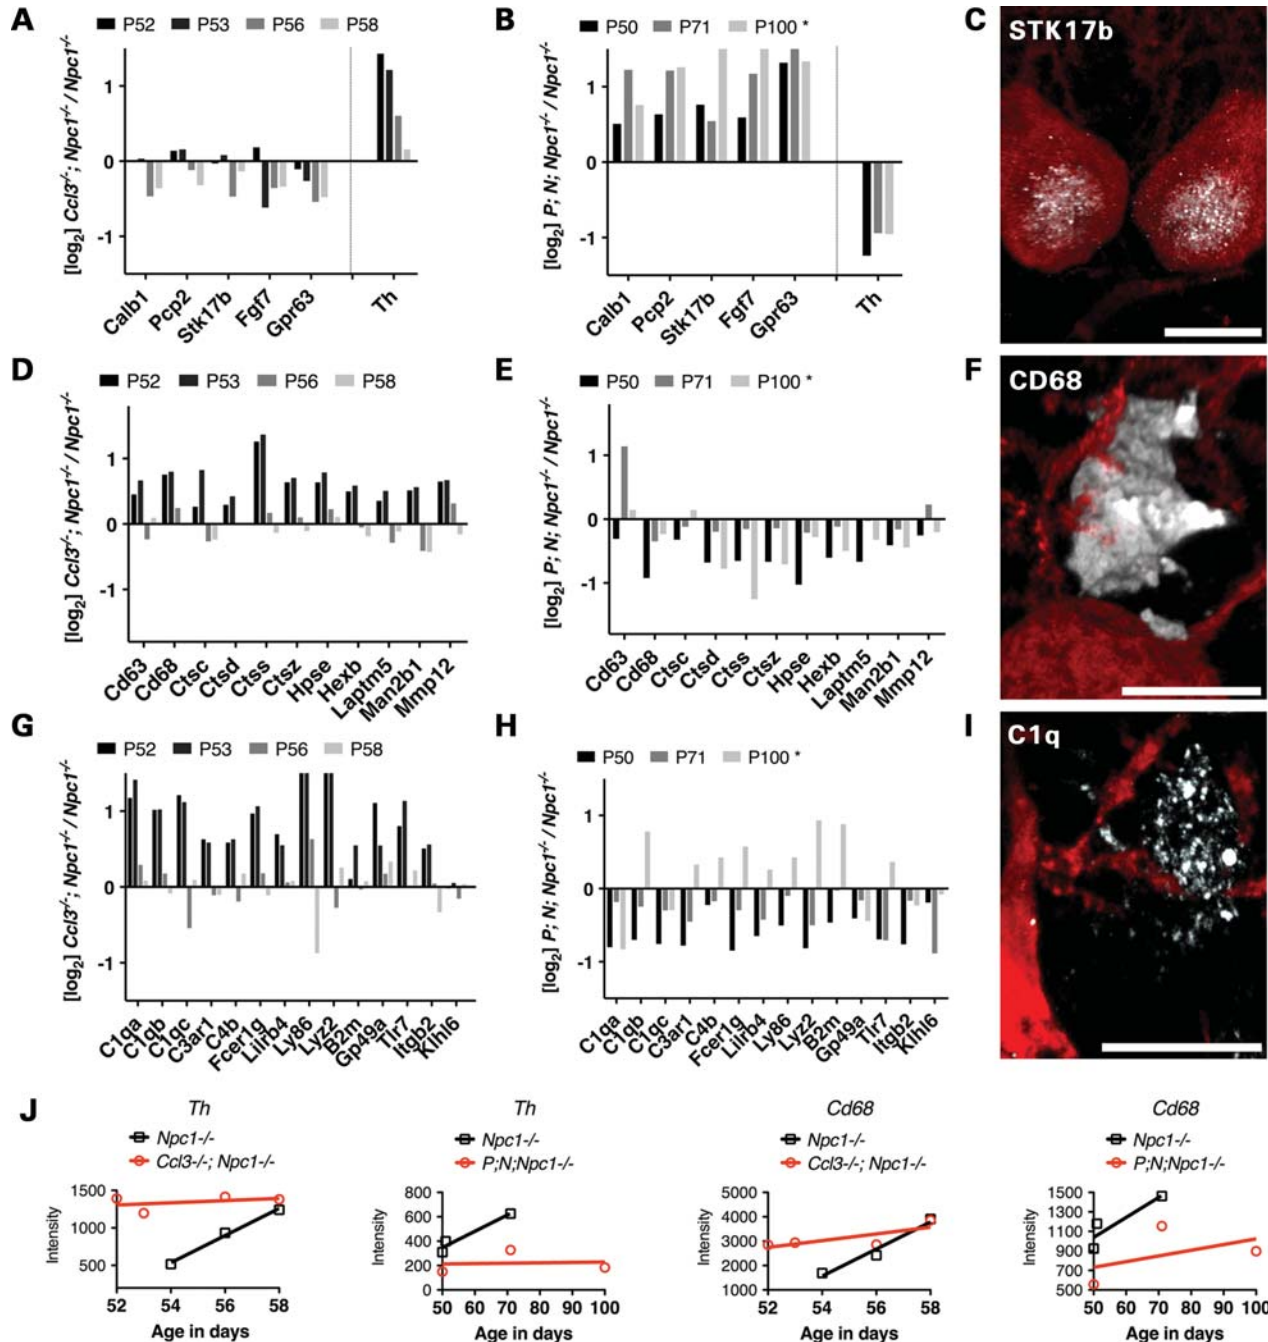 A
P52 P53 P56 P58
[log2] Ccl3-/-; Npc1-/- / Npc1-/-
1
0
-1
Calb1 Pcp2 Stk17b Fgf7 Gpr63 Th
B
P50 P71 P100 *
[log2] P; N; Npc1-/- / Npc1-/-
1
0
-1
Calb1 Pcp2 Stk17b Fgf7 Gpr63 Th
C
STK17b
D
P52 P53 P56 P58
[log2] Ccl3-/-; Npc1-/- / Npc1-/-
1
0
-1
Cd63 Cd68 Ctsc Ctsd Ctss Ctsz Hpse Hexb Laptm5 Man2b1 Mmp12
E
P50 P71 P100 *
[log2] P; N; Npc1-/- / Npc1-/-
1
0
-1
Cd63 Cd68 Ctsc Ctsd Ctss Ctsz Hpse Hexb Laptm5 Man2b1 Mmp12
F
CD68
G
P52 P53 P56 P58
[log2] Ccl3-/-; Npc1-/- / Npc1-/-
1
0
-1
C1qa C1qb C1qc C3ar1 C4b Fcer1g Lilrb4 Ly86 Lyz2 B2m Gp49a Tlr7 Itgb2 Klhl6
H
P50 P71 P100 *
[log2] P; N; Npc1-/- / Npc1-/-
1
0
-1
C1qa C1qb C1qc C3ar1 C4b Fcer1g Lilrb4 Ly86 Lyz2 B2m Gp49a Tlr7 Itgb2 Klhl6
I
C1q
J
Th
Npc1-/-
Ccl3-/-; Npc1-/-
Intensity
1500
1000
500
52 54 56 58
Age in days
Th
Npc1-/-
P;N;Npc1-/-
Intensity
800
600
400
200
0
50 60 70 80 90 100
Age in days
Cd68
Npc1-/-
Ccl3-/-; Npc1-/-
Intensity
5000
4000
3000
2000
1000
52 54 56 58
Age in days
Cd68
Npc1-/-
P;N;Npc1-/-
Intensity
1500
1300
1100
900
700
500
50 60 70 80 90 100
Age in days